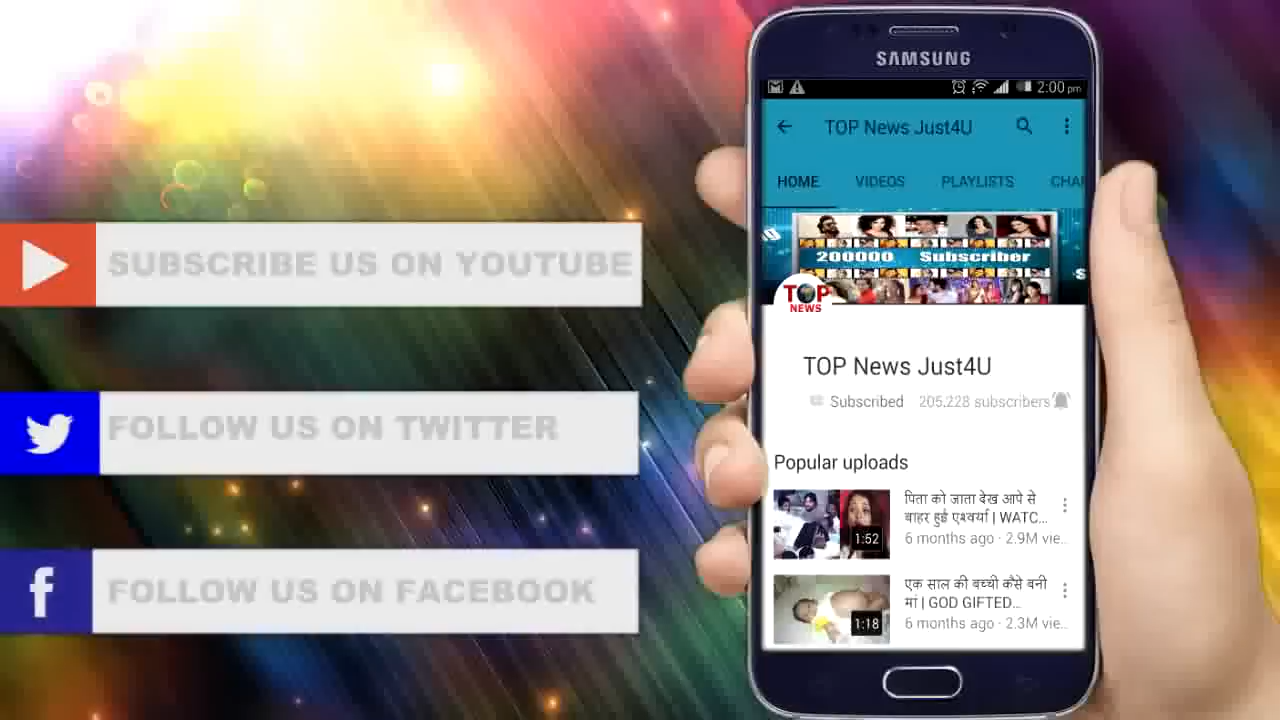 SUBSCRIBE US ON YOUTUBE
FOLLOW US ON TWITTER
FOLLOW US ON FACEBOOK
SAMSUNG
2:00 pm
TOP News Just4U
HOME VIDEOS PLAYLISTS CHA
200000 Subscriber
TOP
NEWS
TOP News Just4U
Subscribed 205,228 subscribers
Popular uploads
पिता को जाता देख आपे से
बाहर हुई एश्वर्या | WATC...
6 months ago · 2.9M vie..
1:52
एक साल की बच्ची कैसे बनी
मां | GOD GIFTED...
6 months ago · 2.3M vie..
1:18